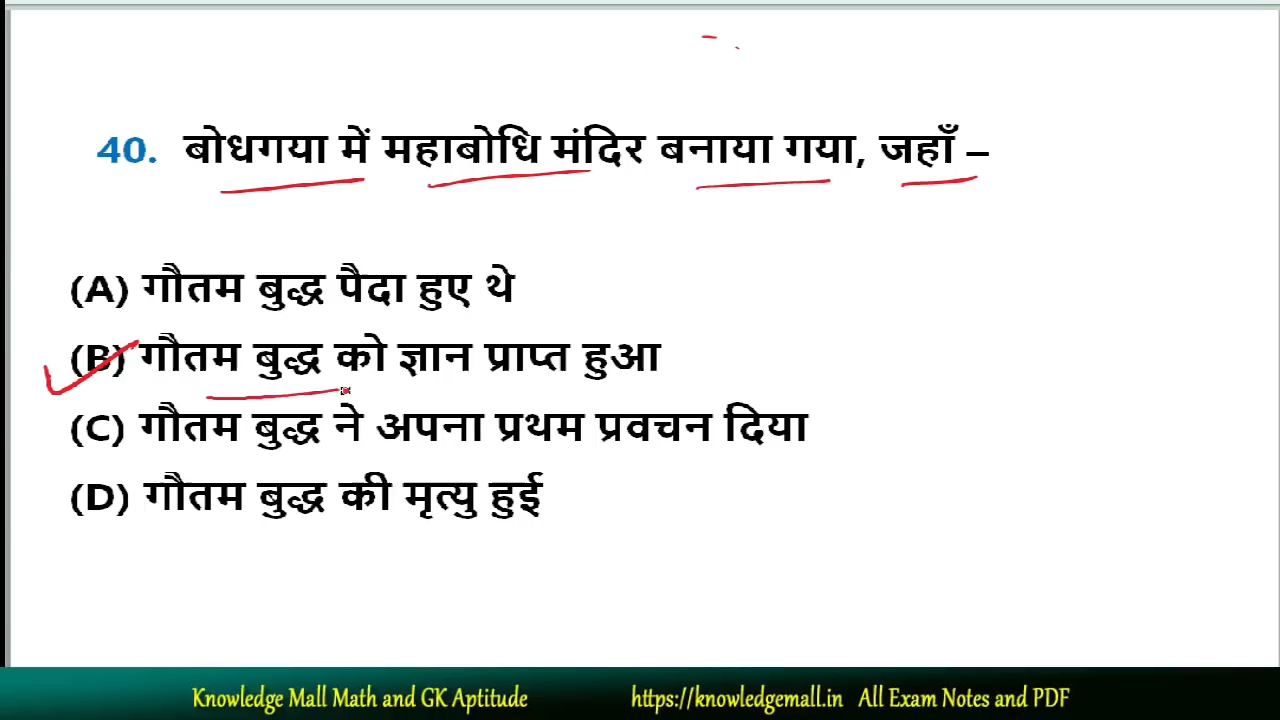 40. बोधगया में महाबोधि मंदिर बनाया गया, जहाँ –
(A) गौतम बुद्ध पैदा हुए थे
(B) गौतम बुद्ध को ज्ञान प्राप्त हुआ
(C) गौतम बुद्ध ने अपना प्रथम प्रवचन दिया
(D) गौतम बुद्ध की मृत्यु हुई
Knowledge Mall Math and GK Aptitude https://knowledgemall.in All Exam Notes and PDF